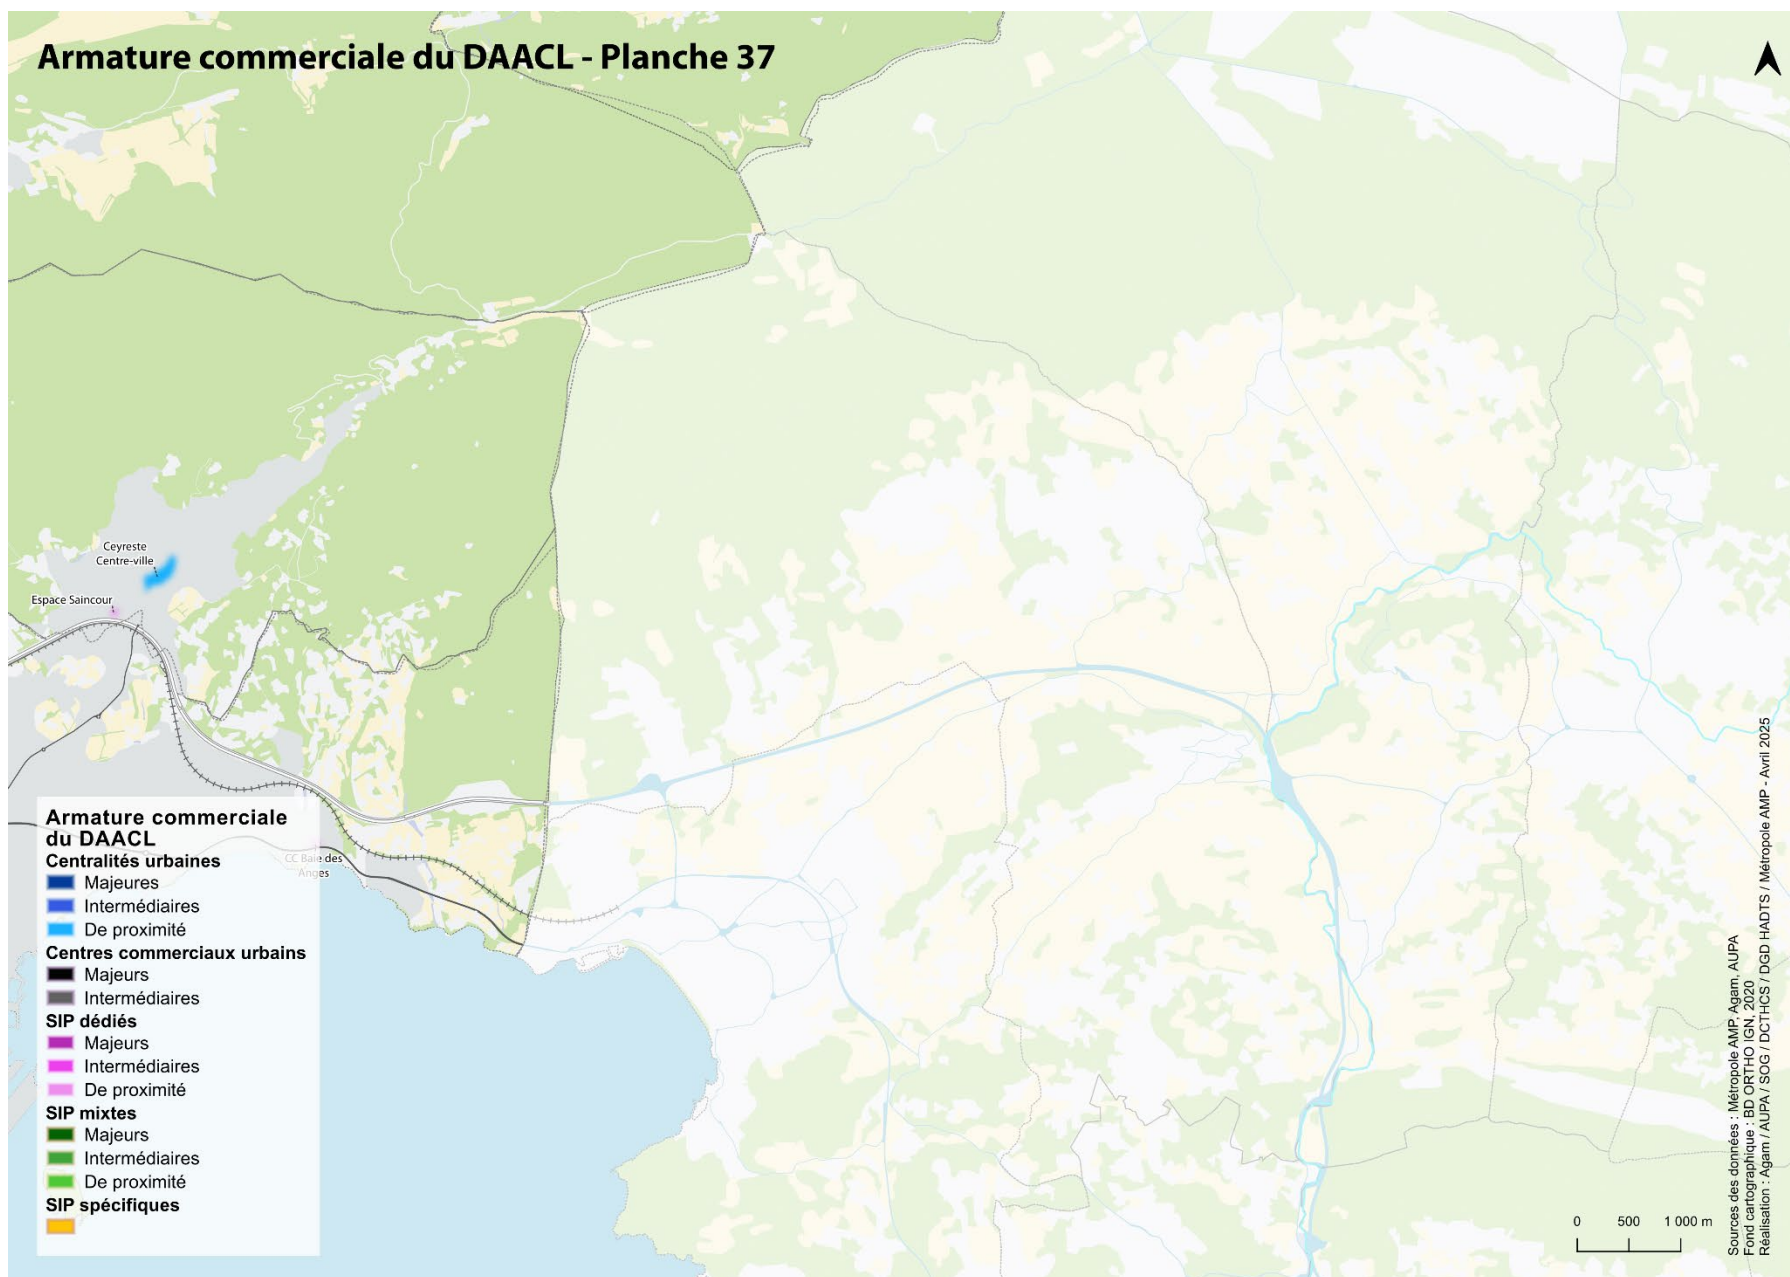 Armature commerciale du DAACL - Planche 37
Ceyreste
Centre-ville
Espace Saincour
CC Baie des
Anges
Armature commerciale
du DAACL
Centralités urbaines
Majeures
Intermédiaires
De proximité
Centres commerciaux urbains
Majeurs
Intermédiaires
SIP dédiés
Majeurs
Intermédiaires
De proximité
SIP mixtes
Majeurs
Intermédiaires
De proximité
SIP spécifiques
0 500 1 000 m
Sources des données : Métropole AMP, Agam, AUPA
Fond cartographique : BD ORTHO IGN, 2020
Réalisation : Agam / AUPA / SOG / DCTHCS / DGD HADTS / Métropole AMP - Avril 2025